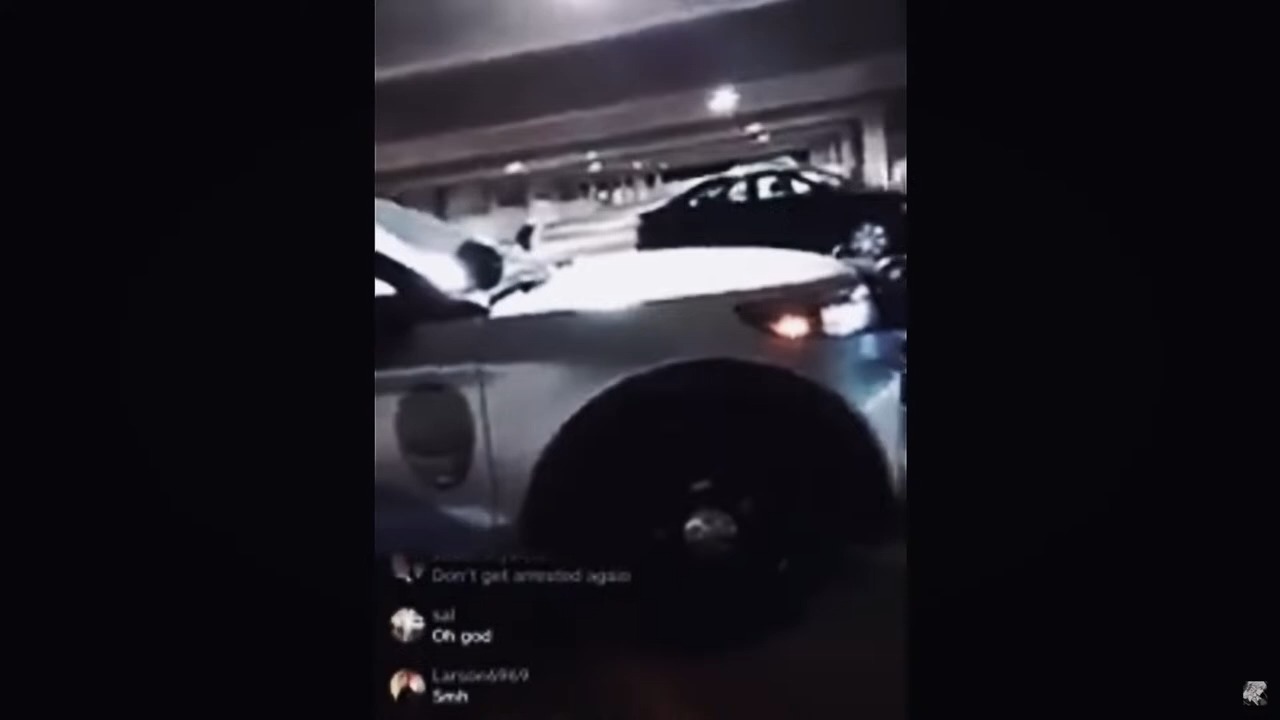 Don't get arrested again
sal
Oh god
Larson6969
Smh